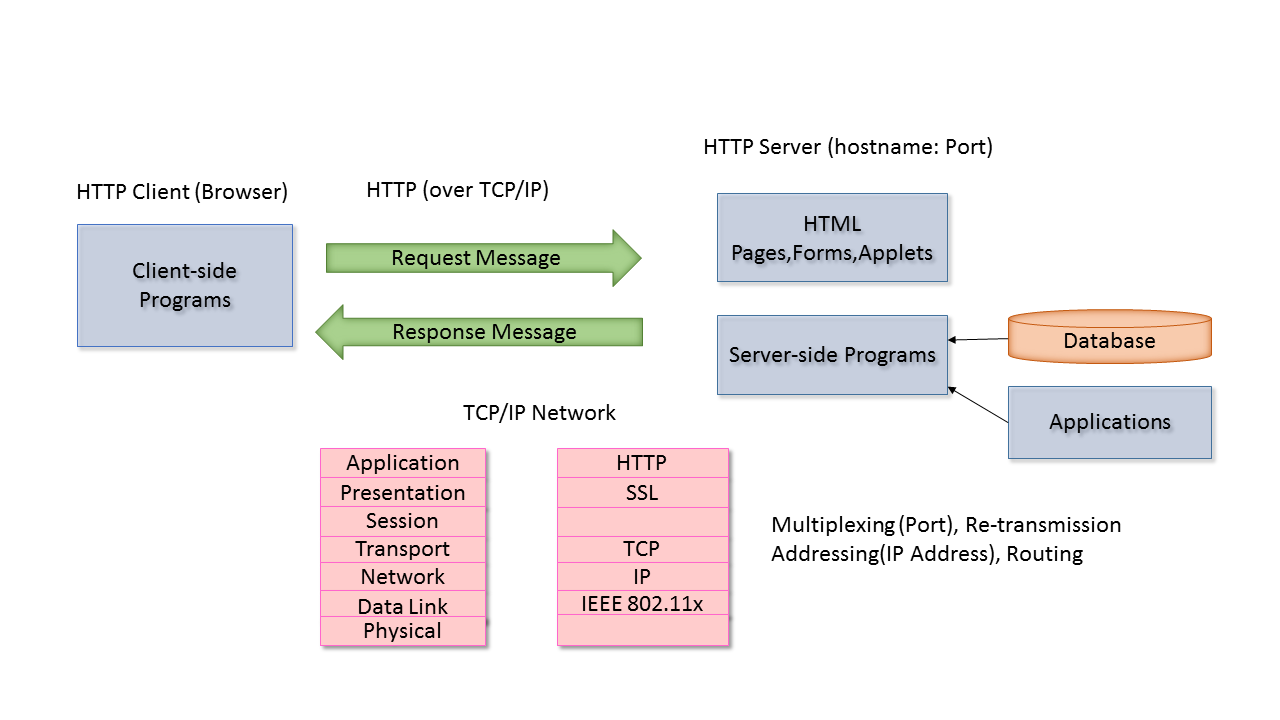 HTTP Server (hostname: Port)
HTTP Client (Browser)
HTTP (over TCP/IP)
Client-side
Programs
Request Message
Response Message
HTML
Pages,Forms,Applets
Server-side Programs
Database
Applications
TCP/IP Network
Application
Presentation
Session
Transport
Network
Data Link
Physical
HTTP
SSL
TCP
IP
IEEE 802.11x
Multiplexing (Port), Re-transmission
Addressing(IP Address), Routing